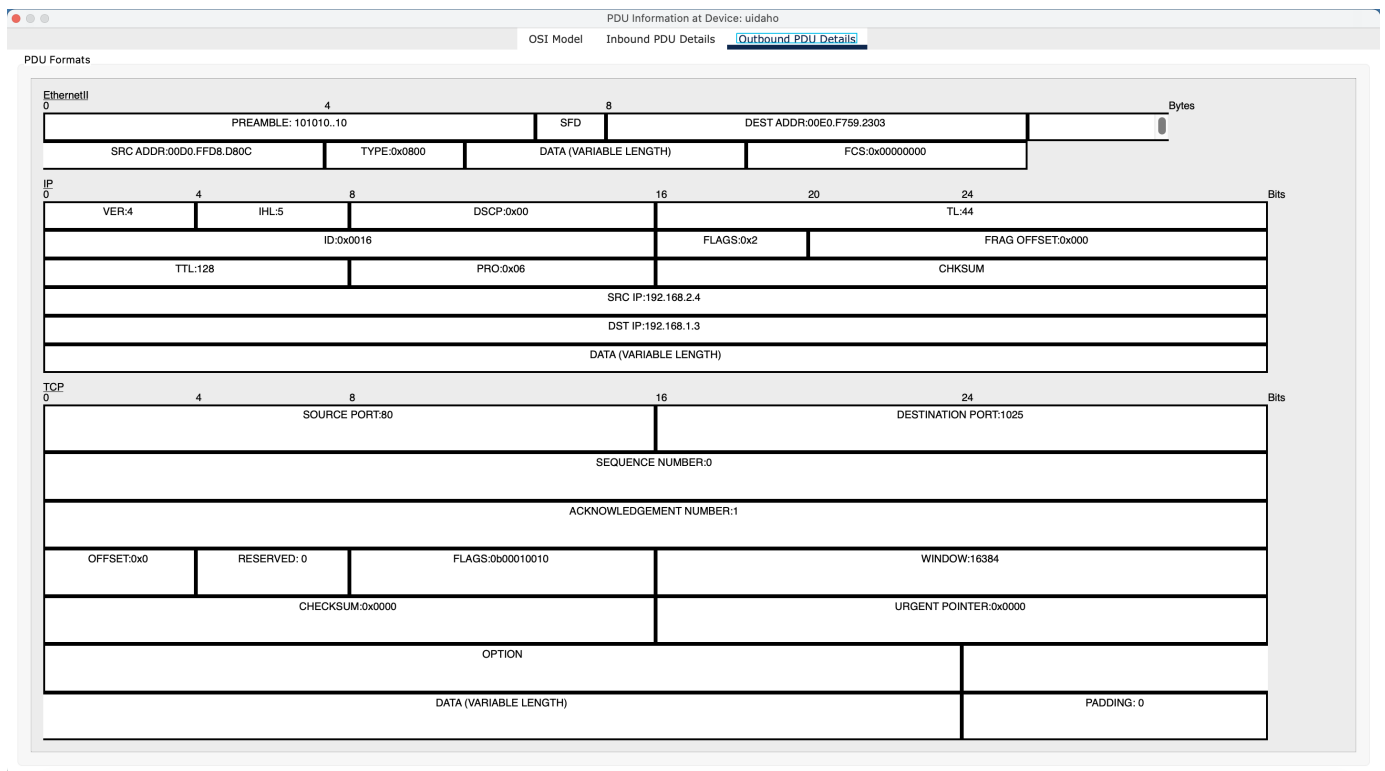 PDU Information at Device: uidaho
OSI Model Inbound PDU Details Outbound PDU Details
PDU Formats
EthernetII
0 4 8 Bytes
PREAMBLE: 101010..10 SFD DEST ADDR:00E0.F759.2303
SRC ADDR:00D0.FFD8.D80C TYPE:0x0800 DATA (VARIABLE LENGTH) FCS:0x00000000
IP
0 4 8 16 20 24 Bits
VER:4 IHL:5 DSCP:0x00 TL:44
ID:0x0016 FLAGS:0x2 FRAG OFFSET:0x000
TTL:128 PRO:0x06 CHKSUM
SRC IP:192.168.2.4
DST IP:192.168.1.3
DATA (VARIABLE LENGTH)
TCP
0 4 8 16 24 Bits
SOURCE PORT:80 DESTINATION PORT:1025
SEQUENCE NUMBER:0
ACKNOWLEDGEMENT NUMBER:1
OFFSET:0x0 RESERVED: 0 FLAGS:0b00010010 WINDOW:16384
CHECKSUM:0x0000 URGENT POINTER:0x0000
OPTION
DATA (VARIABLE LENGTH) PADDING: 0